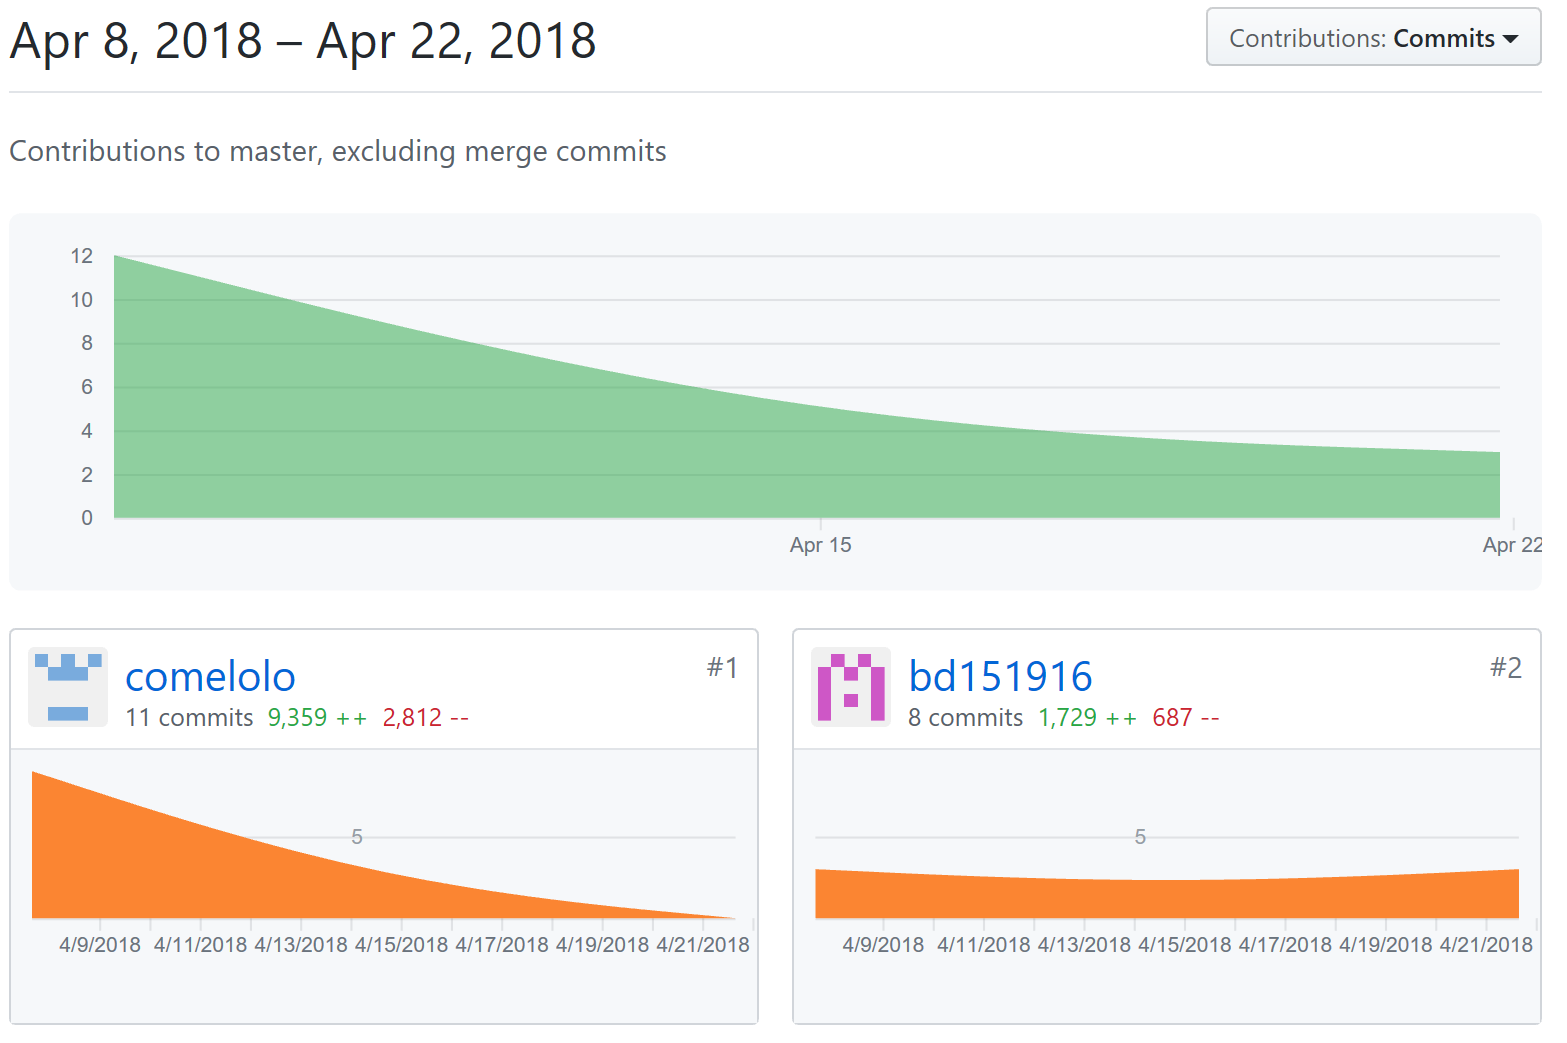 Apr 8, 2018 – Apr 22, 2018
Contributions: Commits
Contributions to master, excluding merge commits
12
10
8
6
4
2
0
Apr 15
Apr 22
comelolo
#1
11 commits 9,359 ++ 2,812 --
5
4/9/2018 4/11/2018 4/13/2018 4/15/2018 4/17/2018 4/19/2018 4/21/2018
bd151916
#2
8 commits 1,729 ++ 687 --
5
4/9/2018 4/11/2018 4/13/2018 4/15/2018 4/17/2018 4/19/2018 4/21/2018